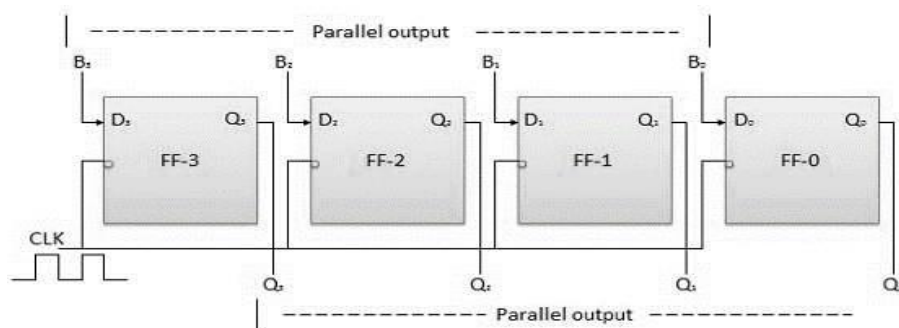 Parallel output
B₃ B₂ B₁ B₀
D₃ Q₃ D₂ Q₂ D₁ Q₁ D₀ Q₀
FF-3 FF-2 FF-1 FF-0
CLK
Q₃ Q₂ Q₁ Q
Parallel output